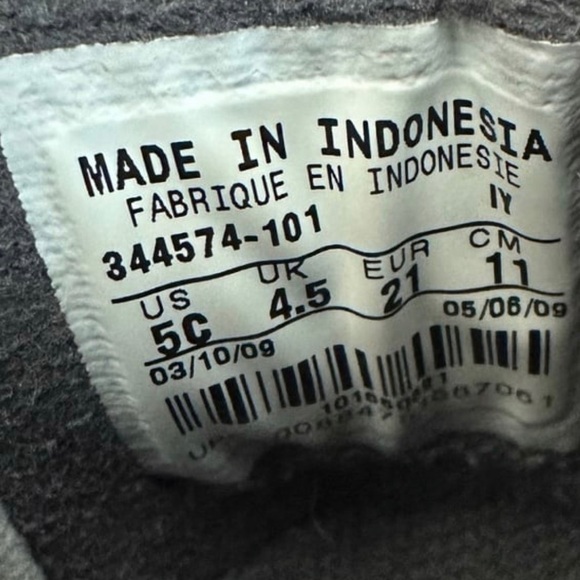 MADE IN INDONESIA
FABRIQUE EN INDONESIE
344574-101 IY
US UK EUR CM
5C 4.5 21 11
03/10/09 05/06/09